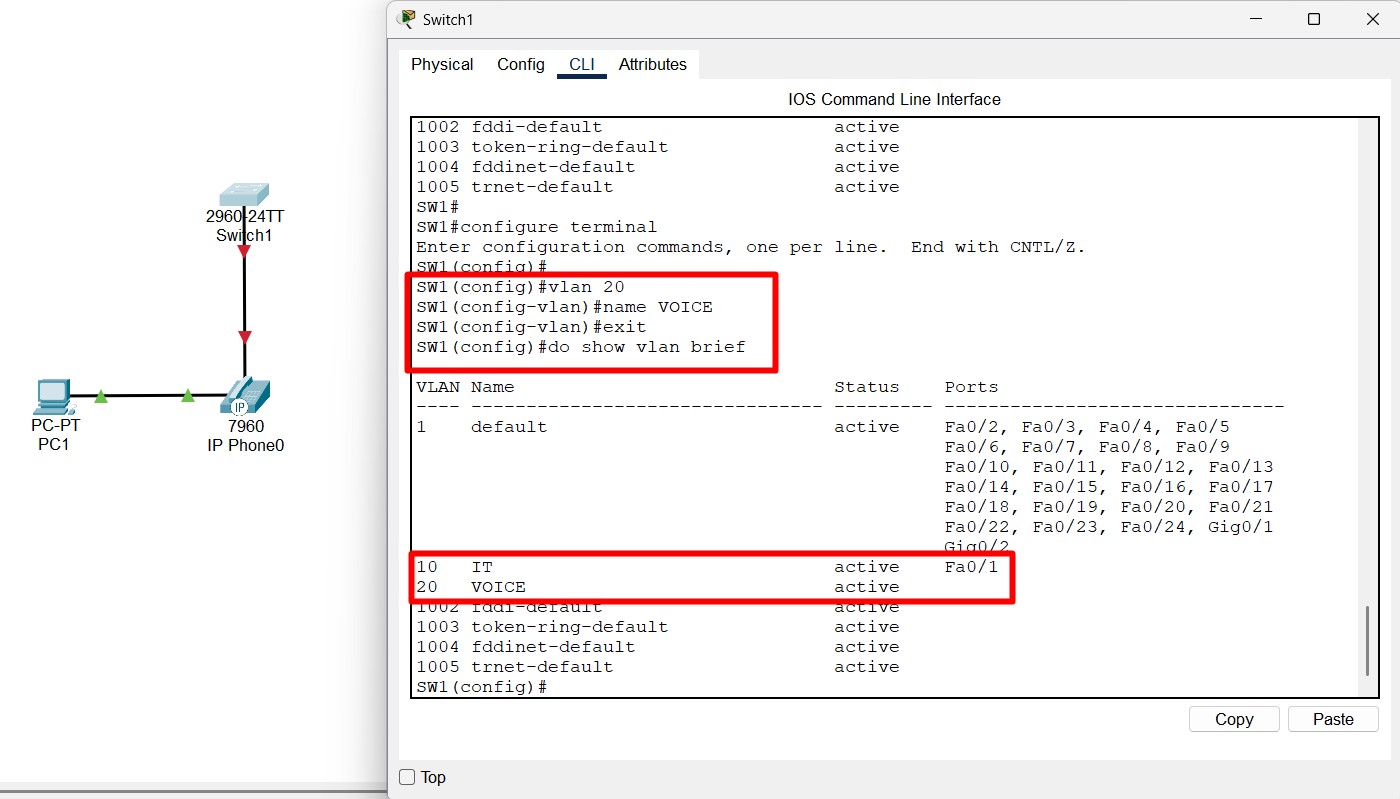 Switch1
Physical Config CLI Attributes
IOS Command Line Interface
1002 fddi-default active
1003 token-ring-default active
1004 fddinet-default active
1005 trnet-default active
SW1#
SW1#configure terminal
Enter configuration commands, one per line. End with CNTL/Z.
SW1(config)#
SW1(config)#vlan 20
SW1(config-vlan)#name VOICE
SW1(config-vlan)#exit
SW1(config)#do show vlan brief
VLAN Name Status Ports
---- -------------------------------- --------- -------------------------------
1 default active Fa0/2, Fa0/3, Fa0/4, Fa0/5
Fa0/6, Fa0/7, Fa0/8, Fa0/9
Fa0/10, Fa0/11, Fa0/12, Fa0/13
Fa0/14, Fa0/15, Fa0/16, Fa0/17
Fa0/18, Fa0/19, Fa0/20, Fa0/21
Fa0/22, Fa0/23, Fa0/24, Gig0/1
Gig0/2
10 IT active Fa0/1
20 VOICE active
1002 fddi-default active
1003 token-ring-default active
1004 fddinet-default active
1005 trnet-default active
SW1(config)#
Copy Paste
Top
2960-24TT
Switch1
PC-PT
PC1
IP
7960
IP Phone0